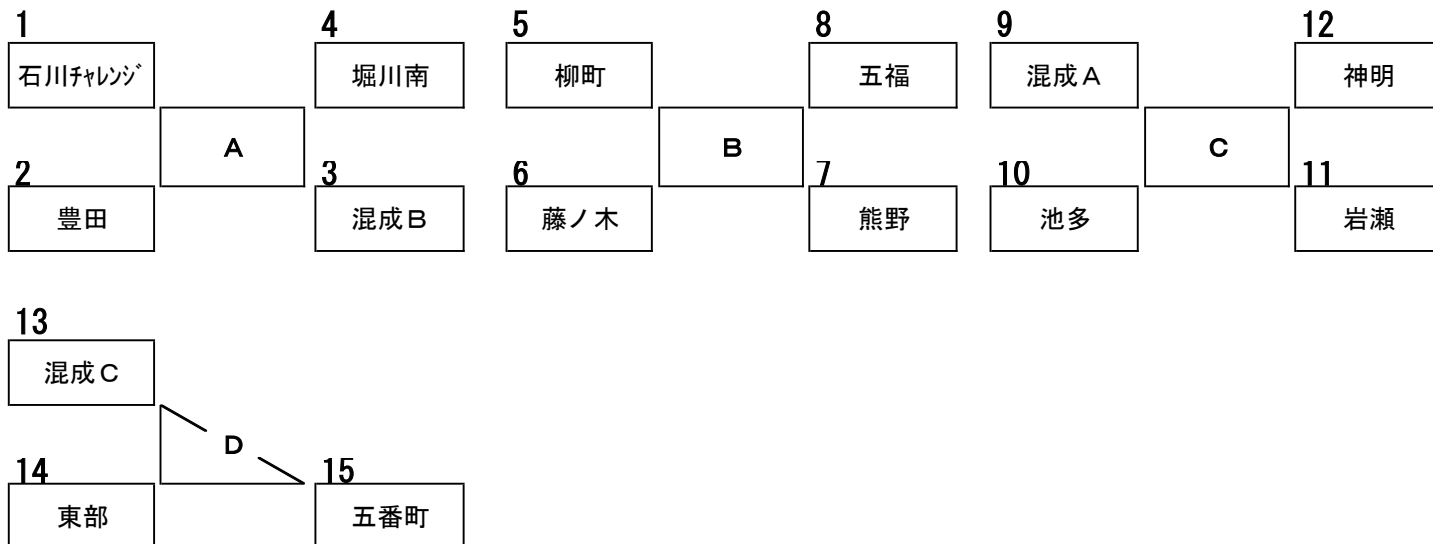 1 4 5 8 9 12
石川ﾁｬﾚﾝｼﾞ 堀川南 柳町 五福 混成Ａ 神明
Ａ Ｂ Ｃ
2 3 6 7 10 11
豊田 混成Ｂ 藤ノ木 熊野 池多 岩瀬
13
混成Ｃ
Ｄ
14 15
東部 五番町